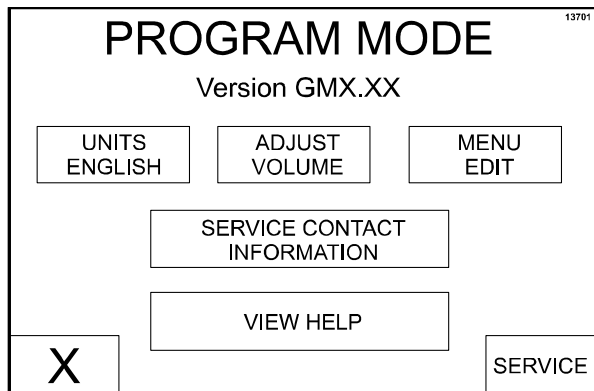 13701
PROGRAM MODE
Version GMX.XX
UNITS
ENGLISH
ADJUST
VOLUME
MENU
EDIT
SERVICE CONTACT
INFORMATION
VIEW HELP
X
SERVICE